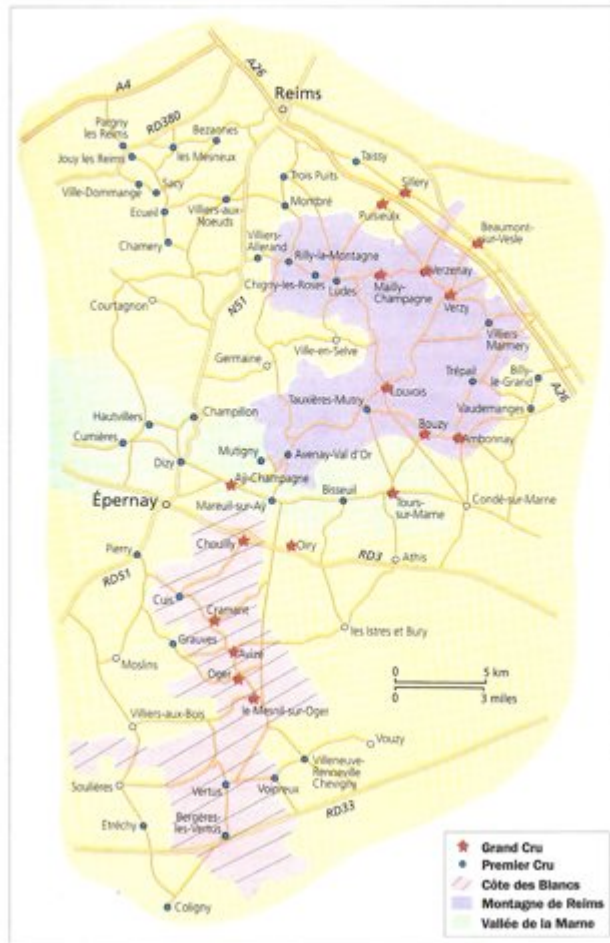 A26
Reims
A4
RD380
Pargny
les Reims
Bezannes
les Mesneux
Jouy les Reims
Taissy
Sacy
Trois Puits
Sillery
Ville-Dommange
Ecueil
Villiers-aux-
Noeuds
Montbré
Puisieulx
Beaumont-
sur-Vesle
Chamery
Villiers-
Allerand
Rilly-la-Montagne
Verzenay
Chigny-les-Roses
Ludes
Mailly-
Champagne
Verzy
Courtagnon
N51
Villiers-
Marmery
Ville-en-Selve
Germaine
Trépail
Billy-
le-Grand
Louvois
A26
Tauxières-Mutry
Hautvillers
Champillon
Vaudemanges
Bouzy
Cumières
Ambonnay
Mutigny
Avenay-Val d'Or
Dizy
Aÿ-Champagne
Bisseuil
Épernay
Mareuil-sur-Aÿ
Tours-
sur-Marne
Condé-sur-Marne
Chouilly
Oiry
Pierry
RD3
Athis
RD51
Cuis
Cramant
les Istres et Bury
Grauves
Avize
Moslins
Oger
0 5 km
0 3 miles
le Mesnil-sur-Oger
Villiers-aux-Bois
Vouzy
Villeneuve-
Renneville
Chevigny
Soulières
Vertus
Voipreux
RD33
Etréchy
Bergères-
les-Vertus
Coligny
Grand Cru
Premier Cru
Côte des Blancs
Montagne de Reims
Vallée de la Marne